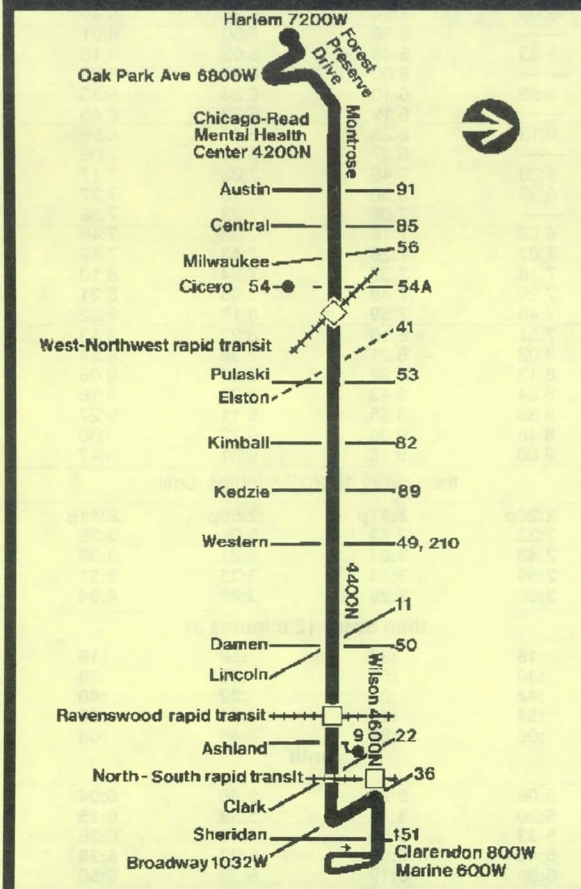 Harlem 7200W
Forest
Preserve
Drive
Oak Park Ave 6800W
Montrose
Chicago-Read
Mental Health
Center 4200N
Austin 91
Central 85
Milwaukee 56
Cicero 54 54A
41
West-Northwest rapid transit
Pulaski 53
Elston
Kimball 82
Kedzie 89
Western 49, 210
4400N
11
Damen 50
Lincoln
Wilson 4600N
Ravenswood rapid transit
9
22
Ashland
North-South rapid transit
36
Clark
Sheridan 151
Broadway 1032W
Clarendon 800W
Marine 600W